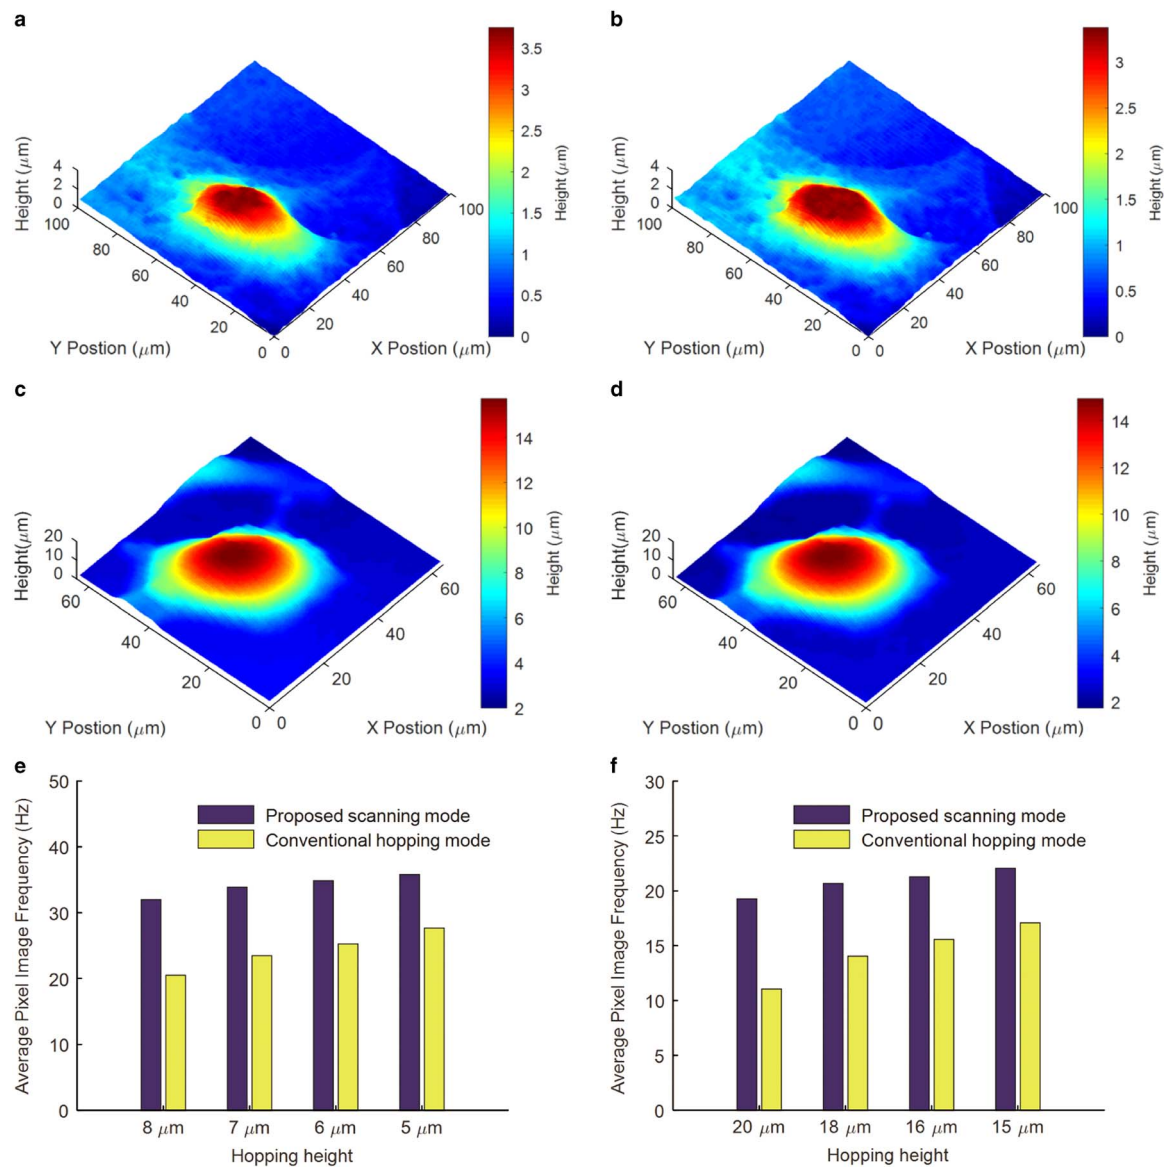 a
Height (μm)
4
2
0
100
80
60
40
20
0
0
20
40
60
80
100
Y Postion (μm)
X Postion (μm)
3.5
3
2.5
2
1.5
1
0.5
0
Height (μm)
b
Height (μm)
4
2
0
100
80
60
40
20
0
0
20
40
60
80
100
Y Postion (μm)
X Postion (μm)
3
2.5
2
1.5
1
0.5
0
Height (μm)
c
Height(μm)
20
10
0
60
40
20
0
0
20
40
60
Y Postion (μm)
X Postion (μm)
14
12
10
8
6
4
2
Height (μm)
d
Height(μm)
20
10
0
60
40
20
0
0
20
40
60
Y Postion (μm)
X Postion (μm)
14
12
10
8
6
4
2
Height (μm)
e
Average Pixel Image Frequency (Hz)
50
40
30
20
10
0
Proposed scanning mode
Conventional hopping mode
8 μm
7 μm
6 μm
5 μm
Hopping height
f
Average Pixel Image Frequency (Hz)
30
25
20
15
10
5
0
Proposed scanning mode
Conventional hopping mode
20 μm
18 μm
16 μm
15 μm
Hopping height